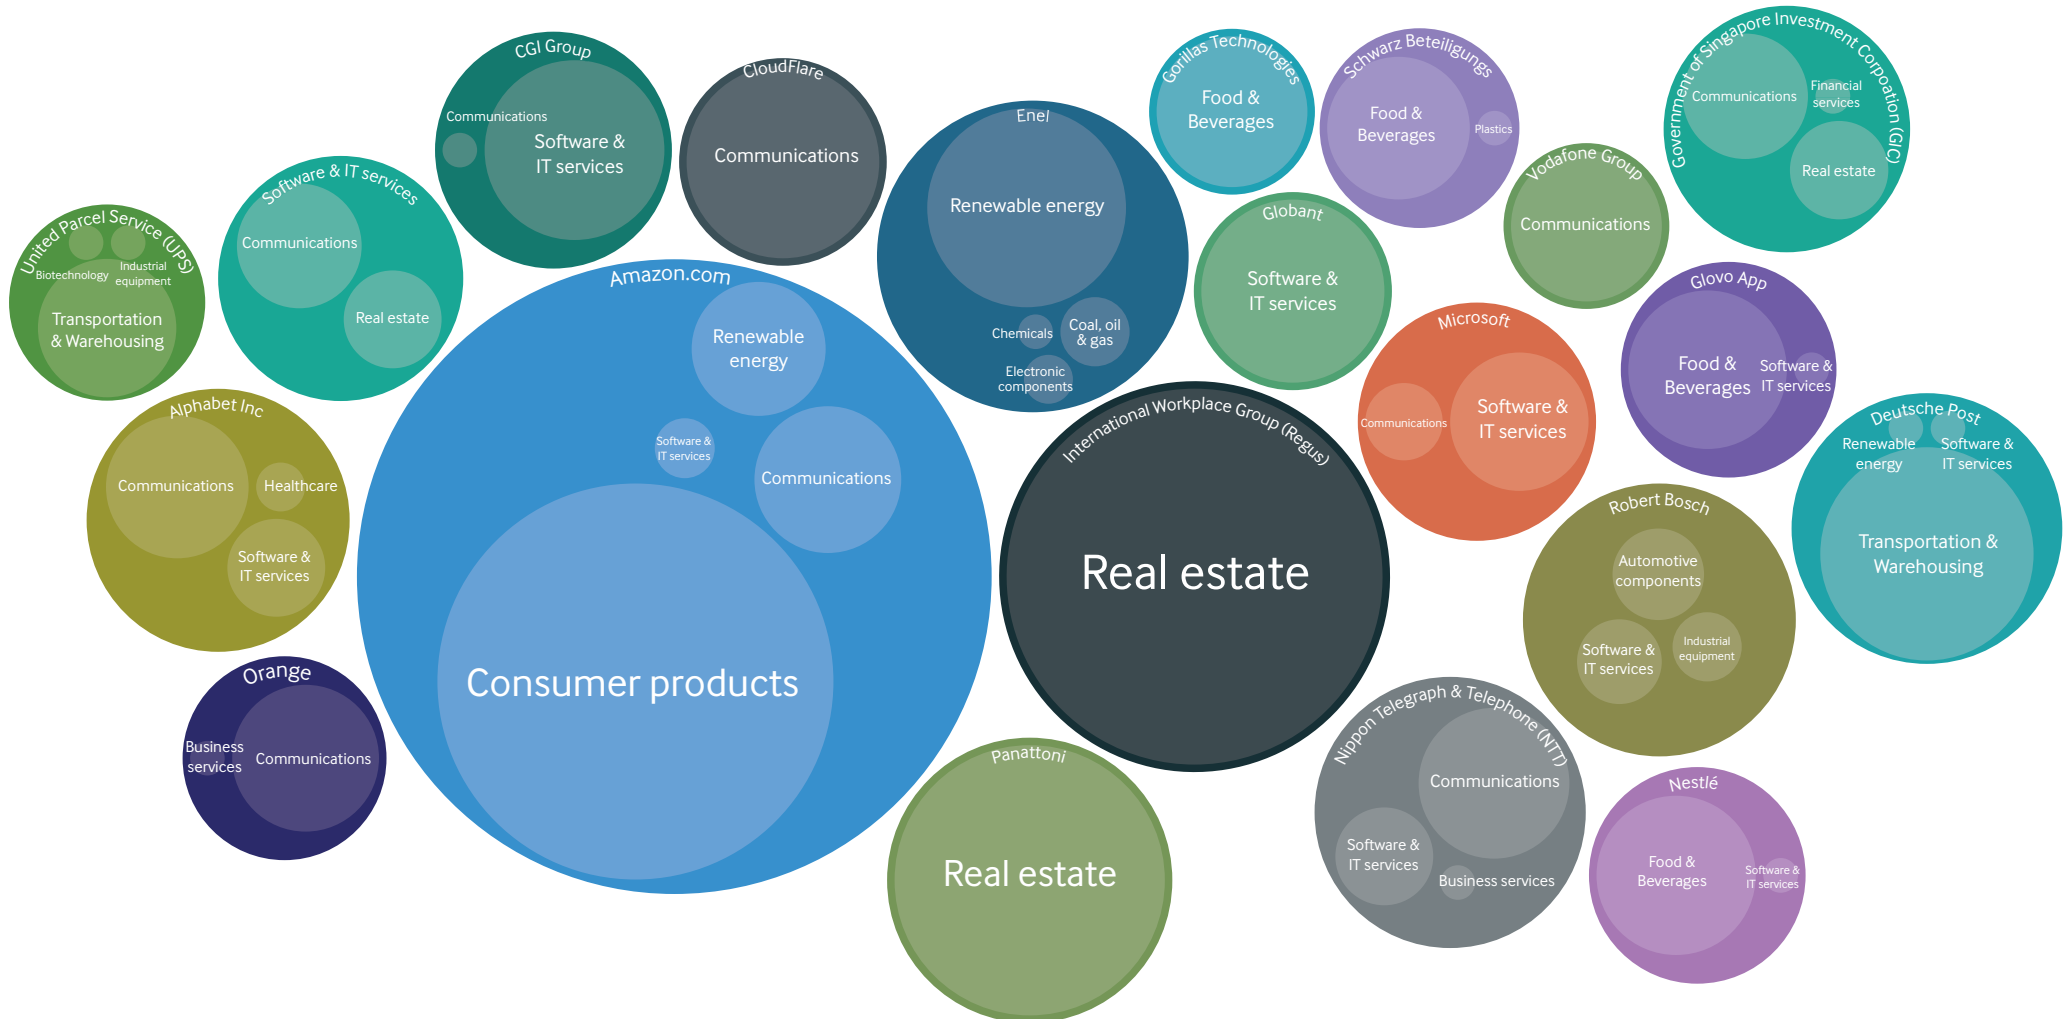 United Parcel Service (UPS)
Biotechnology
Industrial
equipment
Transportation
& Warehousing
Software & IT services
Communications
Real estate
CGI Group
Communications
Software &
IT services
CloudFlare
Communications
Enel
Renewable energy
Chemicals
Coal, oil
& gas
Electronic
components
Gorillas Technologies
Food &
Beverages
Schwarz Beteiligungs
Food &
Beverages
Plastics
Government of Singapore Investment Corpoation (GIC)
Communications
Financial
services
Real estate
Vodafone Group
Communications
Globant
Software &
IT services
Amazon.com
Renewable
energy
Software &
IT services
Communications
Consumer products
Microsoft
Communications
Software &
IT services
Glovo App
Food &
Beverages
Software &
IT services
Alphabet Inc
Communications
Healthcare
Software &
IT services
International Workplace Group (Regus)
Real estate
Deutsche Post
Renewable
energy
Software &
IT services
Transportation &
Warehousing
Robert Bosch
Automotive
components
Software &
IT services
Industrial
equipment
Orange
Business
services
Communications
Panattoni
Real estate
Nippon Telegraph & Telephone (NTT)
Communications
Software &
IT services
Business services
Nestlé
Food &
Beverages
Software &
IT services